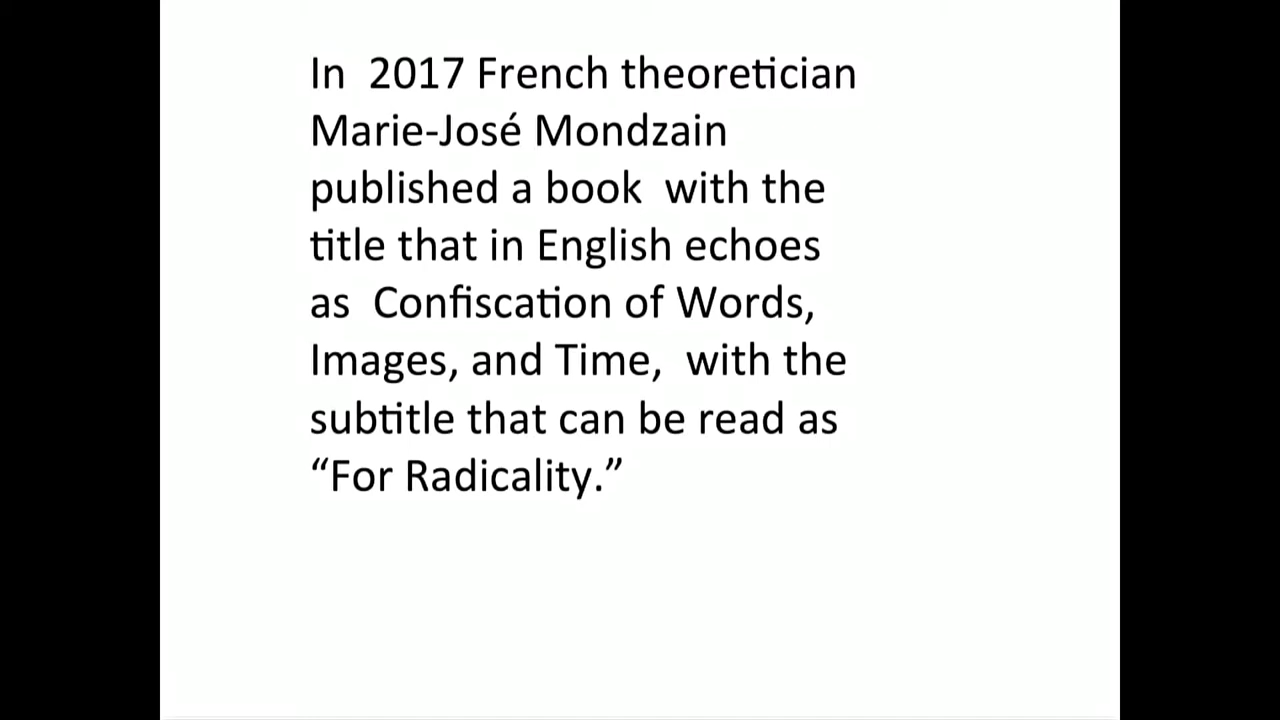 In  2017 French theoretician
Marie-José Mondzain
published a book  with the
title that in English echoes
as  Confiscation of Words,
Images, and Time,  with the
subtitle that can be read as
“For Radicality.”